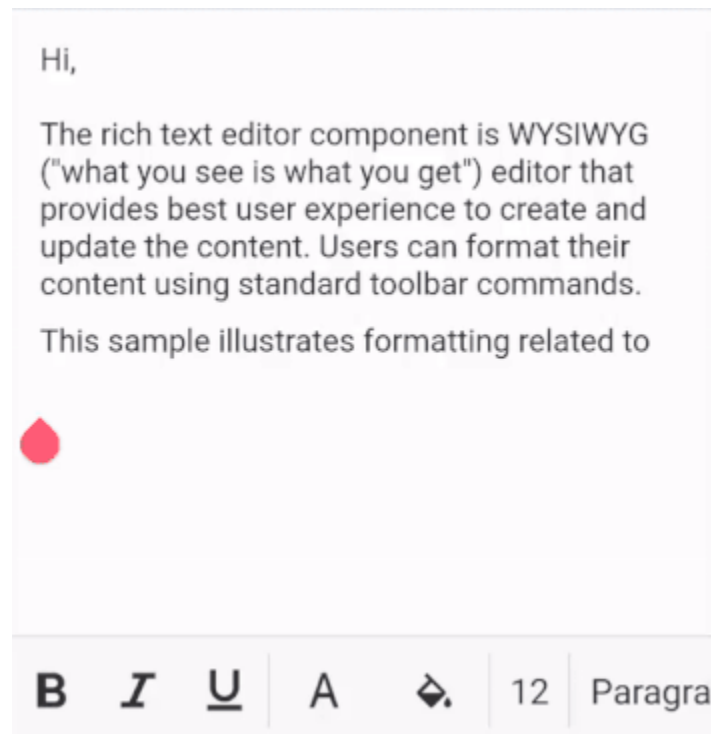 Hi,
The rich text editor component is WYSIWYG
("what you see is what you get") editor that
provides best user experience to create and
update the content. Users can format their
content using standard toolbar commands.
This sample illustrates formatting related to
B I U A 12 Paragra